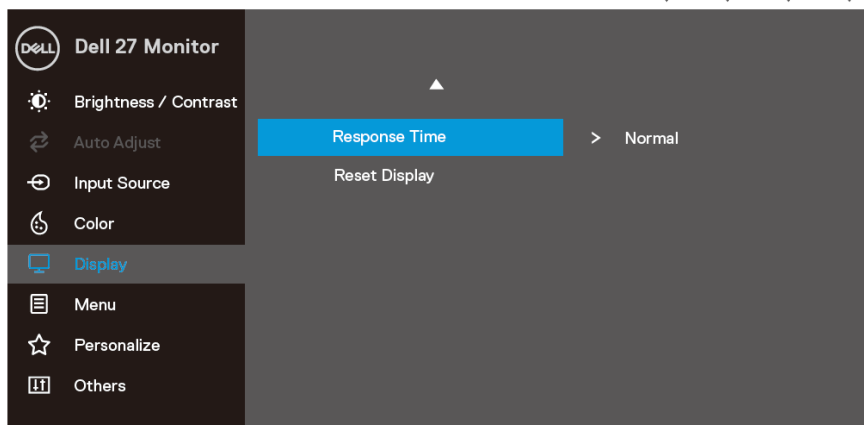 DELL
Dell 27 Monitor
Brightness / Contrast
Auto Adjust
Response Time > Normal
Input Source
Reset Display
Color
Display
Menu
Personalize
Others